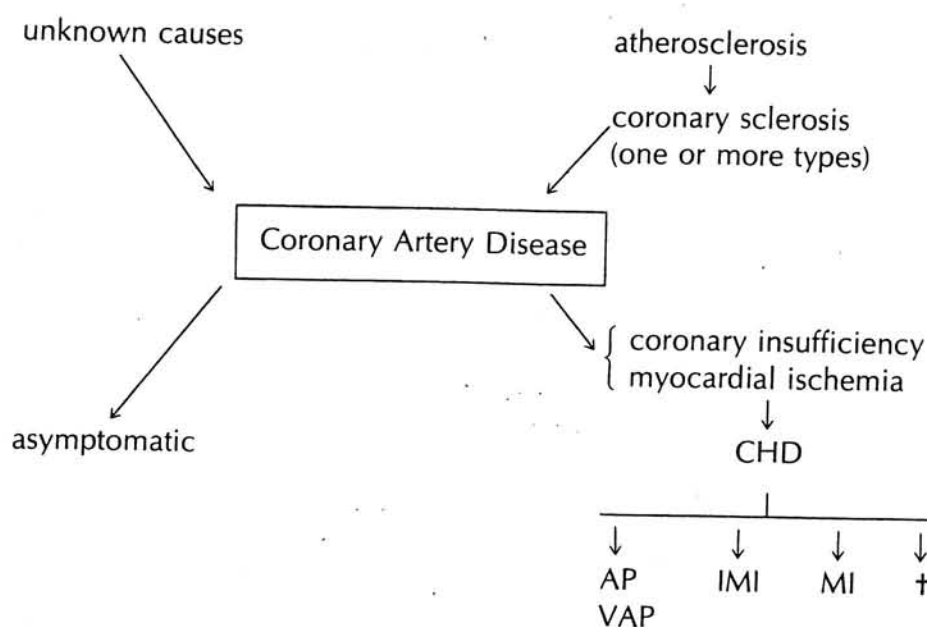 unknown causes
atherosclerosis
coronary sclerosis
(one or more types)
Coronary Artery Disease
coronary insufficiency
myocardial ischemia
asymptomatic
CHD
AP IMI MI †
VAP